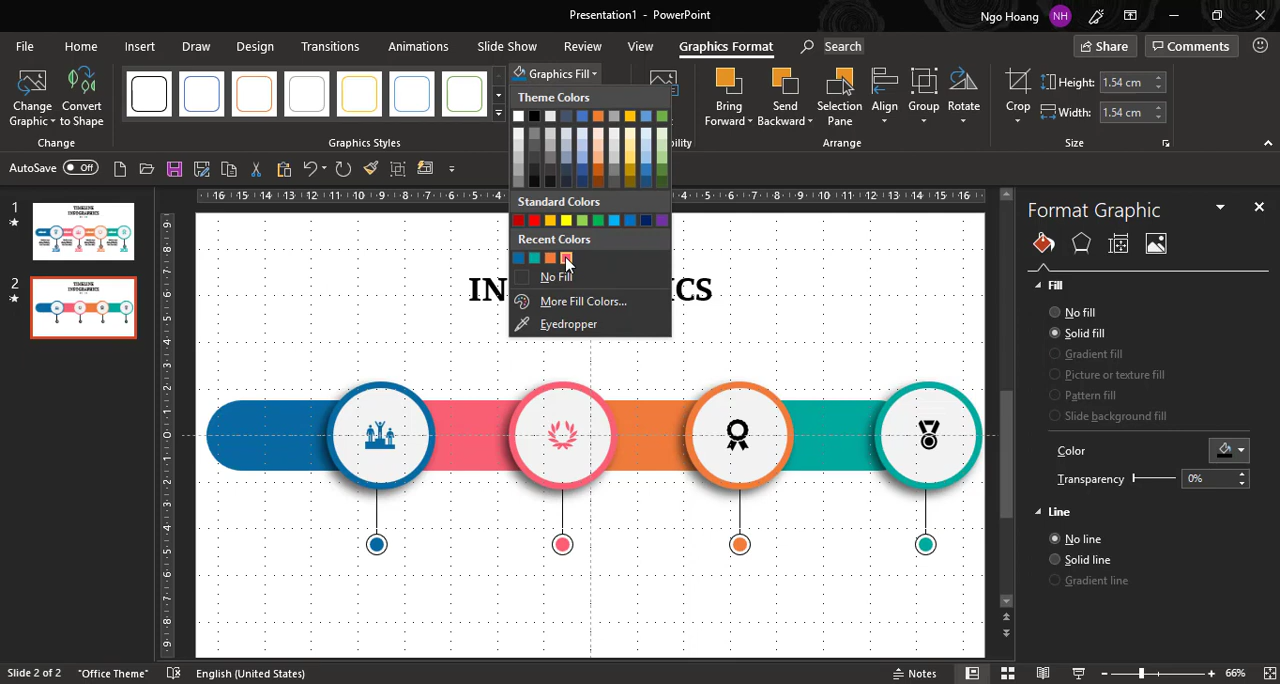 Presentation1 - PowerPoint
Ngo Hoang NH
File Home Insert Draw Design Transitions Animations Slide Show Review View Graphics Format Search Share Comments
Change Graphic
Convert to Shape
Change
Graphics Styles
Graphics Fill
Bring Forward
Send Backward
Selection Pane
Align
Group
Rotate
Arrange
Crop
Height: 1.54 cm
Width: 1.54 cm
Size
AutoSave Off
Theme Colors
Standard Colors
Recent Colors
No Fill
More Fill Colors...
Eyedropper
1
TIMELINE
INFOGRAPHICS
2
INFOGRAPHICS
Format Graphic
Fill
No fill
Solid fill
Gradient fill
Picture or texture fill
Pattern fill
Slide background fill
Color
Transparency 0%
Line
No line
Solid line
Gradient line
Slide 2 of 2 "Office Theme" English (United States) Notes 66%